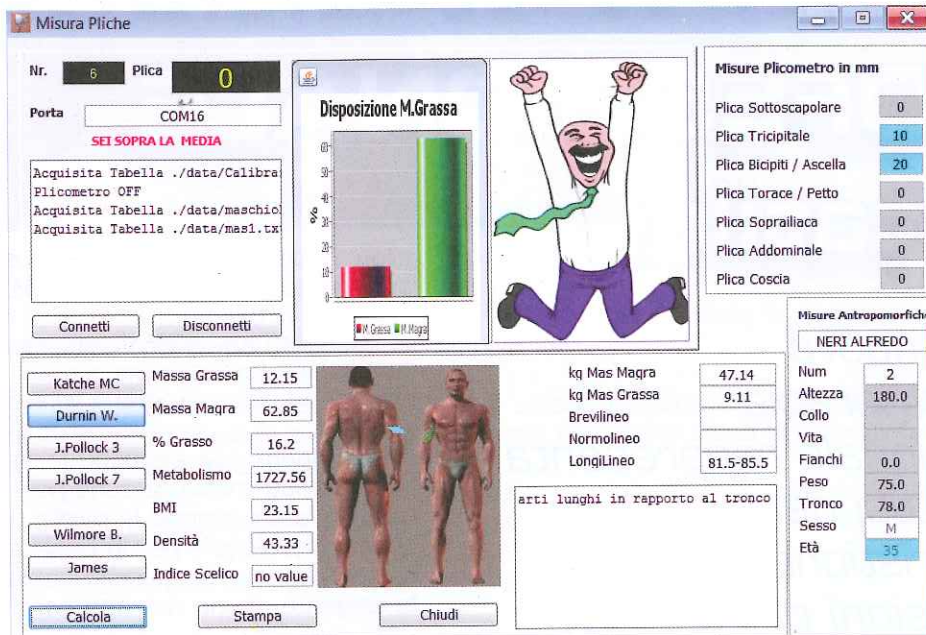 Misura Pliche
Nr. 6 Plica 0
Porta COM16
SEI SOPRA LA MEDIA
Acquisita Tabella ./data/Calibra
Plicometro OFF
Acquisita Tabella ./data/maschio
Acquisita Tabella ./data/mas1.tx
Connetti Disconnetti
Disposizione M.Grassa
%
60
50
40
30
20
10
0
M. Grassa M.Magra
Misure Plicometro in mm
Plica Sottoscapolare 0
Plica Tricipitale 10
Plica Bicipiti / Ascella 20
Plica Torace / Petto 0
Plica Soprailiaca 0
Plica Addominale 0
Plica Coscia 0
Misure Antropomorfiche
NERI ALFREDO
Num 2
Altezza 180.0
Collo
Vita
Fianchi 0.0
Peso 75.0
Tronco 78.0
Sesso M
Età 35
Katche MC
Durnin W.
J.Pollock 3
J.Pollock 7
Wilmore B.
James
Massa Grassa 12.15
Massa Magra 62.85
% Grasso 16.2
Metabolismo 1727.56
BMI 23.15
Densità 43.33
Indice Scelico no value
kg Mas Magra 47.14
kg Mas Grassa 9.11
Brevilineo
Normolineo
LongiLineo 81.5-85.5
arti lunghi in rapporto al tronco
Calcola Stampa Chiudi